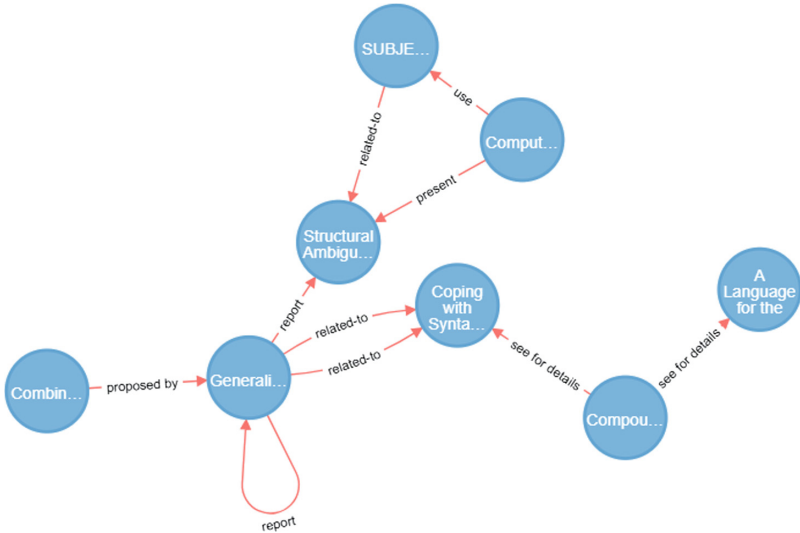 SUBJE...
use
Comput...
related-to
present
Structural
Ambigu...
A
Language
for the
Coping
with
Synta...
report
related-to
related-to
see for details
see for details
Combin...
proposed by
Generali...
Compou...
report